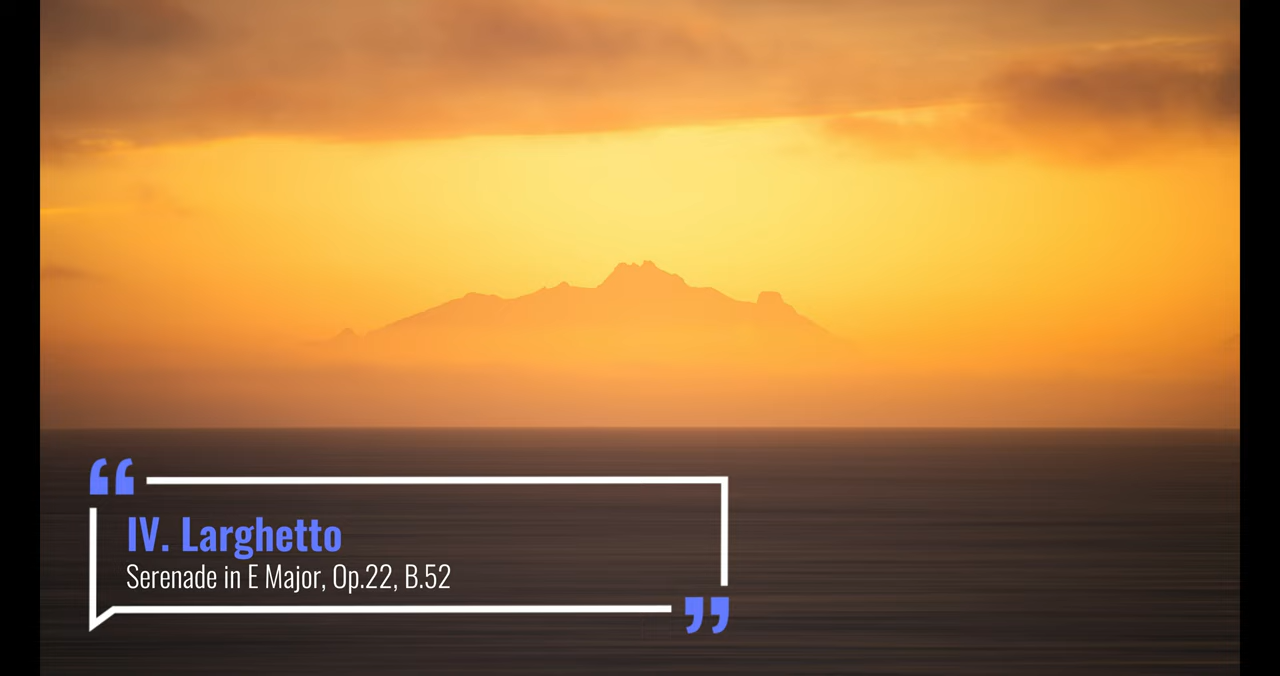 IV. Larghetto
Serenade in E Major, Op.22, B.52